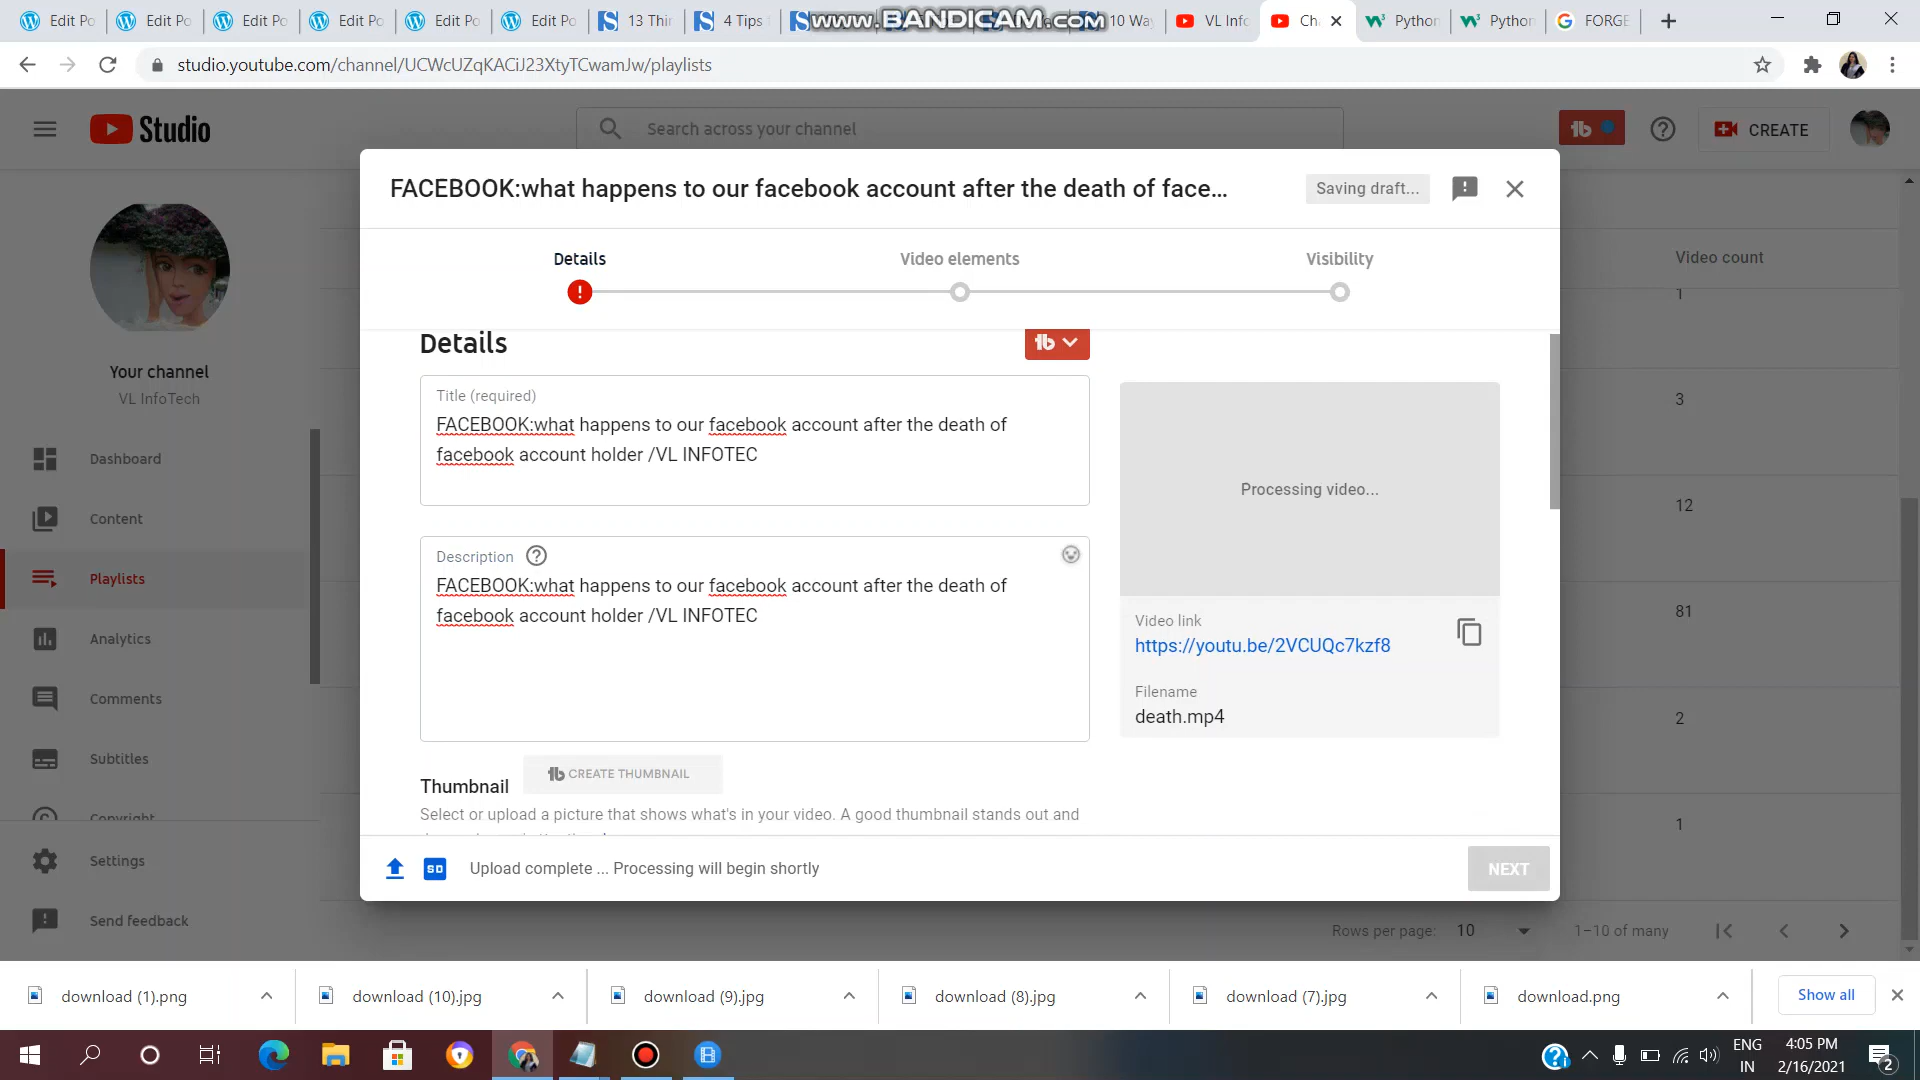 Edit Po
Edit Po
Edit Po
Edit Po
Edit Po
Edit Po
13 Thir
4 Tips
www.BANDICAM.com
10 Wa
VL Info
Ch
Python
Python
FORGE
studio.youtube.com/channel/UCWcUZqKACiJ23XtyTCwamJw/playlists
Studio
Search across your channel
CREATE
FACEBOOK:what happens to our facebook account after the death of face...
Saving draft...
Details
Video elements
Visibility
Your channel
VL InfoTech
Dashboard
Content
Playlists
Analytics
Comments
Subtitles
Copyright
Settings
Send feedback
Details
Title (required)
FACEBOOK:what happens to our facebook account after the death of
facebook account holder /VL INFOTEC
Description
FACEBOOK:what happens to our facebook account after the death of
facebook account holder /VL INFOTEC
Thumbnail
CREATE THUMBNAIL
Select or upload a picture that shows what's in your video. A good thumbnail stands out and
Processing video...
Video link
https://youtu.be/2VCUQc7kzf8
Filename
death.mp4
SD
Upload complete ... Processing will begin shortly
NEXT
Video count
1
3
12
81
2
1
Rows per page:
10
1–10 of many
download (1).png
download (10).jpg
download (9).jpg
download (8).jpg
download (7).jpg
download.png
Show all
ENG
IN
4:05 PM
2/16/2021
2